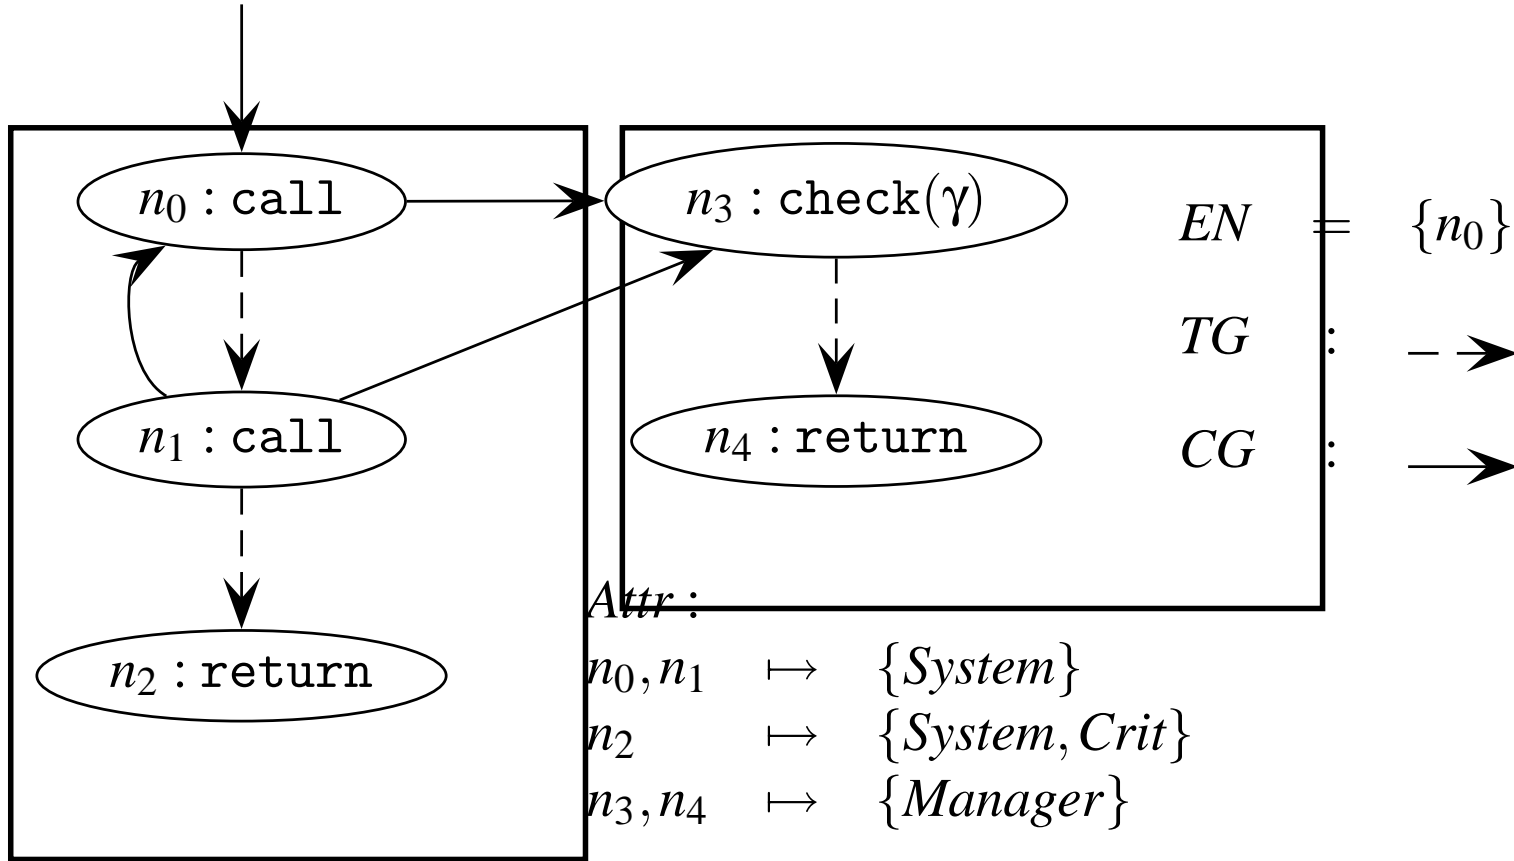 n₀ : call
n₃ : check(γ)
EN = {n₀}
TG :
n₁ : call
n₄ : return
CG :
Attr :
n₂ : return
n₀, n₁ ↦ {System}
n₂ ↦ {System, Crit}
n₃, n₄ ↦ {Manager}